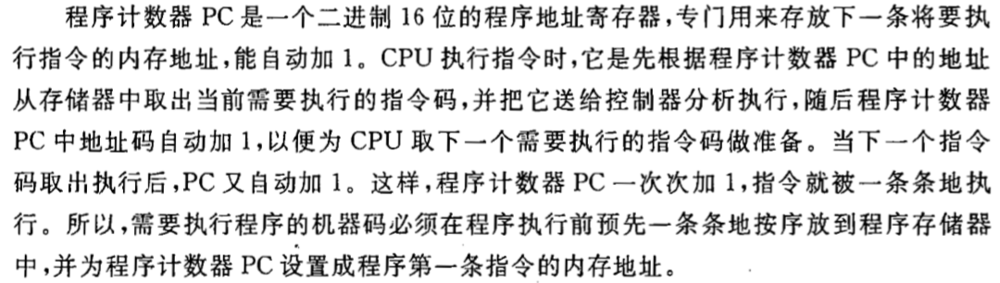 程序计数器 PC 是一个二进制 16 位的程序地址寄存器,专门用来存放下一条将要执
行指令的内存地址,能自动加 1。CPU 执行指令时,它是先根据程序计数器 PC 中的地址
从存储器中取出当前需要执行的指令码,并把它送给控制器分析执行,随后程序计数器
PC 中地址码自动加 1,以便为 CPU 取下一个需要执行的指令码做准备。当下一个指令
码取出执行后,PC 又自动加 1。这样,程序计数器 PC 一次次加 1,指令就被一条条地执
行。所以,需要执行程序的机器码必须在程序执行前预先一条条地按序放到程序存储器
中,并为程序计数器 PC 设置成程序第一条指令的内存地址。